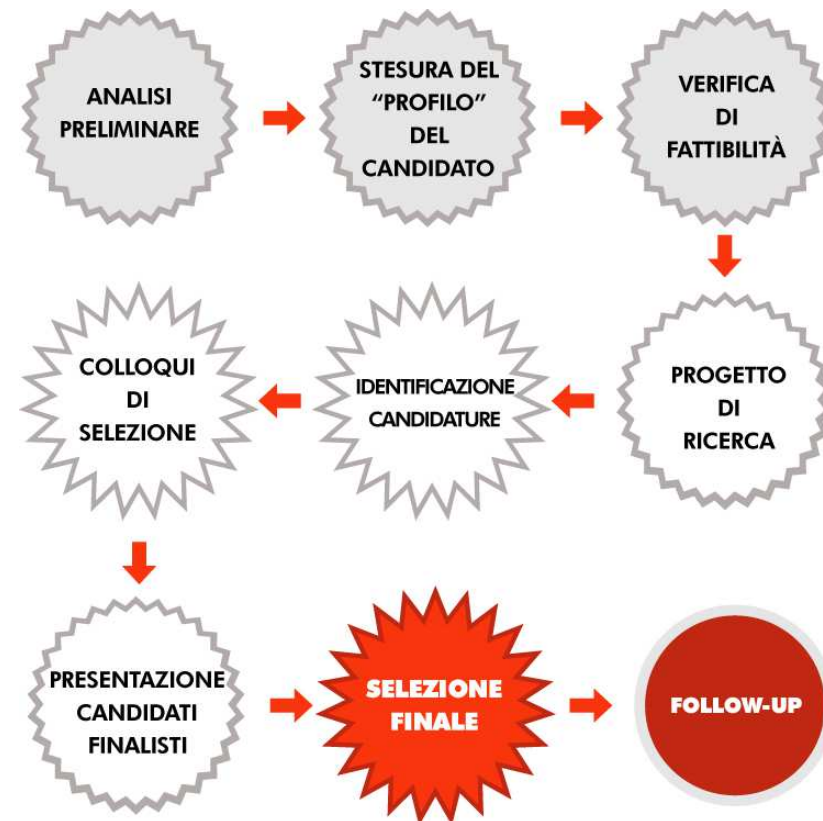 ANALISI
PRELIMINARE
STESURA DEL
“PROFILO”
DEL
CANDIDATO
VERIFICA
DI
FATTIBILITÀ
PROGETTO
DI
RICERCA
IDENTIFICAZIONE
CANDIDATURE
COLLOQUI
DI
SELEZIONE
PRESENTAZIONE
CANDIDATI
FINALISTI
SELEZIONE
FINALE
FOLLOW-UP